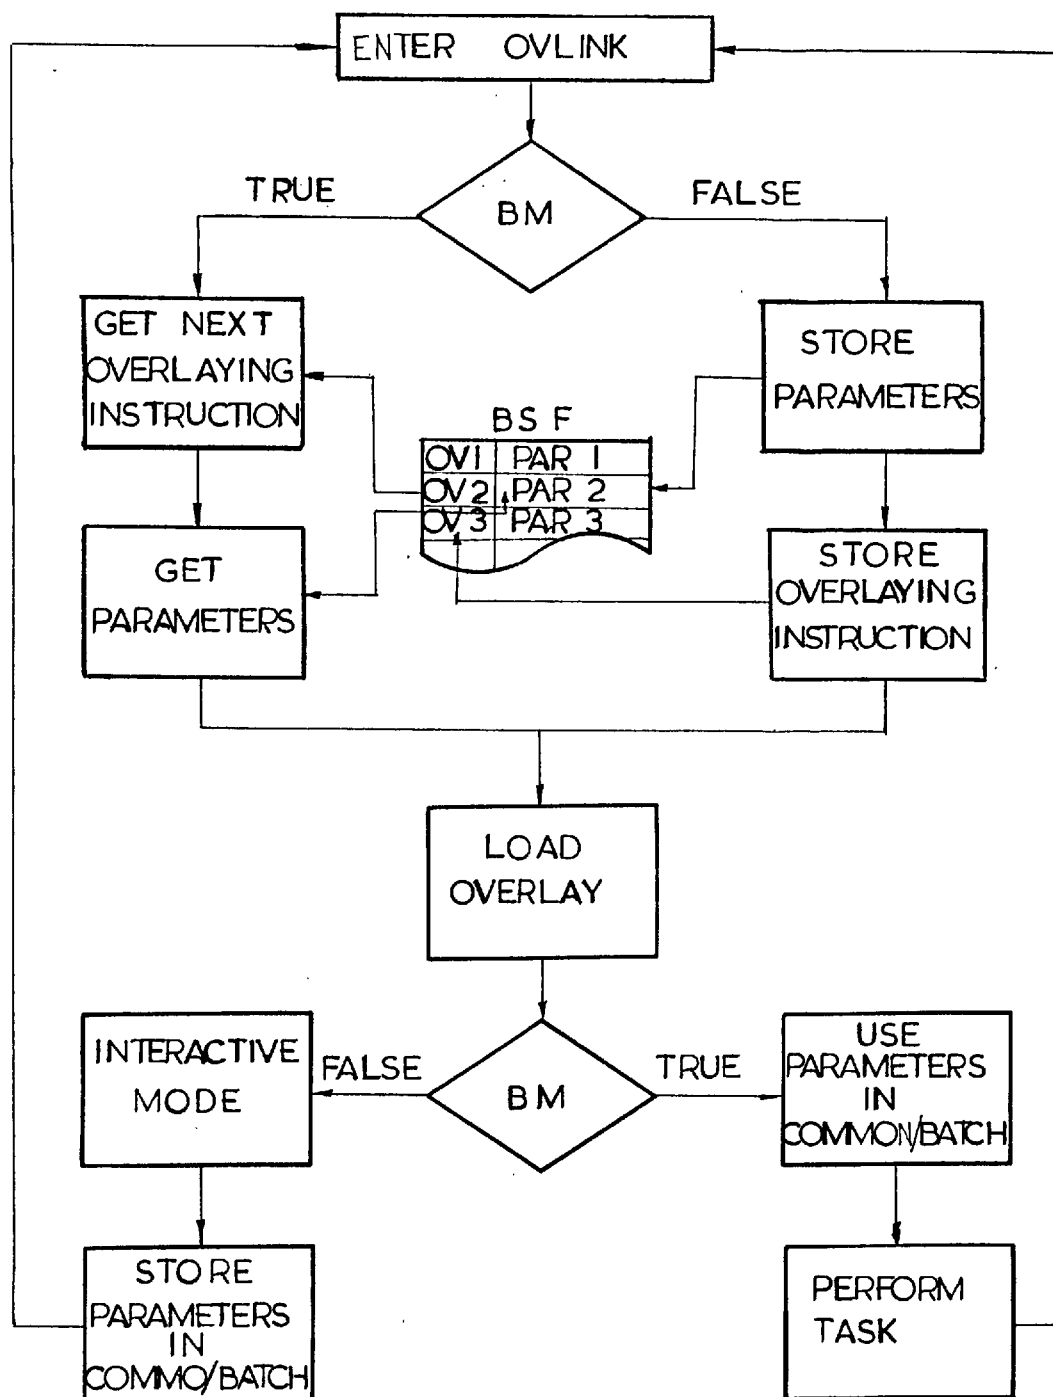 ENTER OVLINK
TRUE
BM
FALSE
GET NEXT
OVERLAYING
INSTRUCTION
STORE
PARAMETERS
BSF
OV1 PAR 1
OV2 PAR 2
OV3 PAR 3
GET
PARAMETERS
STORE
OVERLAYING
INSTRUCTION
LOAD
OVERLAY
INTERACTIVE
MODE
FALSE
BM
TRUE
USE
PARAMETERS
IN
COMMON/BATCH
STORE
PARAMETERS
IN
COMMO/BATCH
PERFORM
TASK